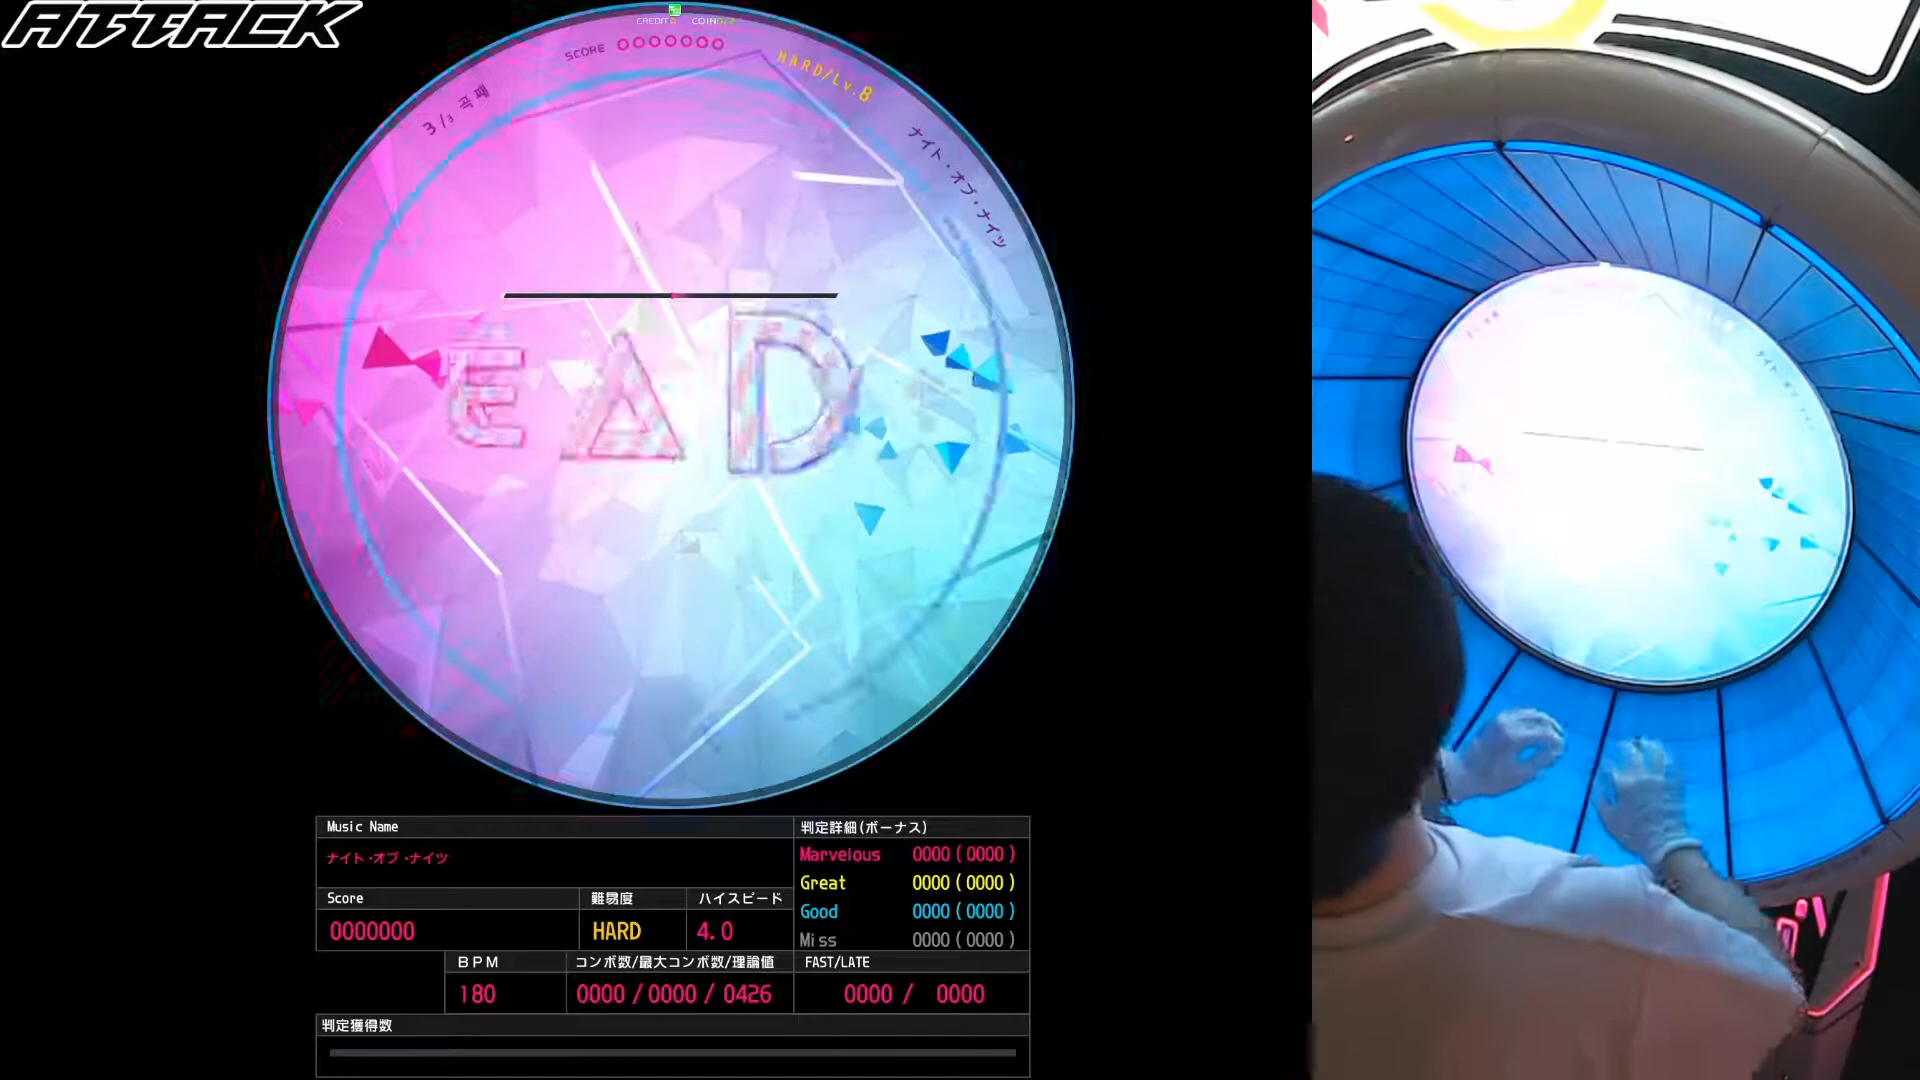 ATTACK
CREDIT 0 COIN 0/2
SCORE 0000000
HARD/Lv.8
3/3 곡째
ナイト・オブ・ナイツ
EAD
Music Name
ナイト・オブ・ナイツ
判定詳細(ボーナス)
Marvelous 0000(0000)
Great 0000(0000)
Good 0000(0000)
Miss 0000(0000)
Score
0000000
難易度
HARD
ハイスピード
4.0
BPM
180
コンボ数/最大コンボ数/理論値
0000/0000/0426
FAST/LATE
0000/ 0000
判定獲得数